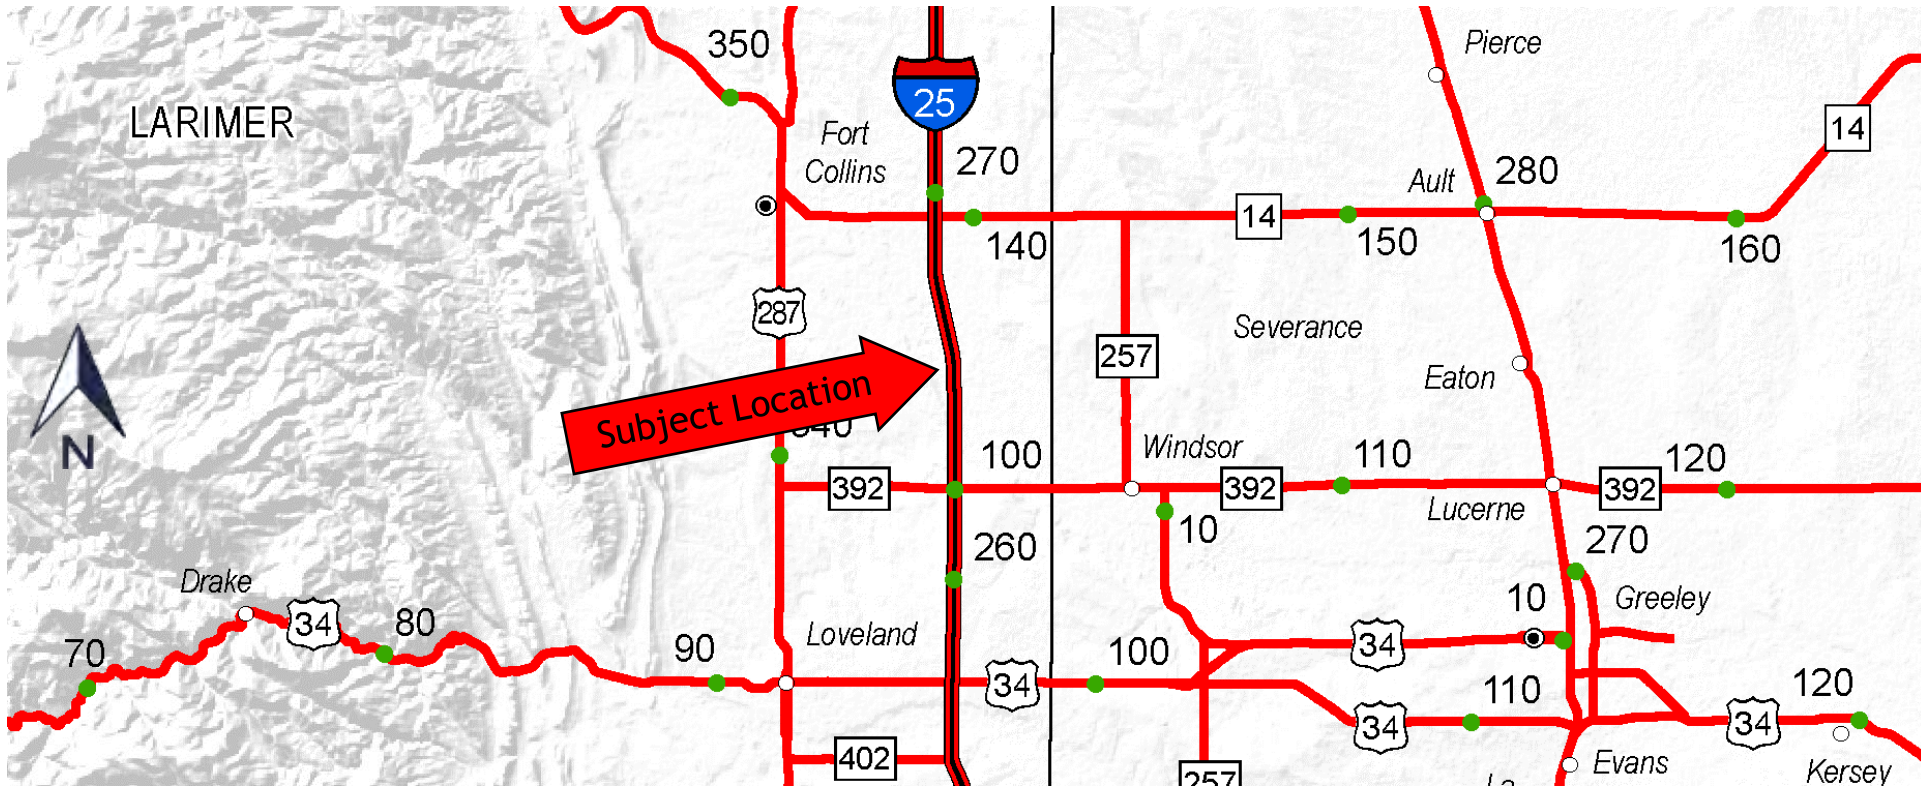 350
Pierce
LARIMER
25
14
Fort
Collins
270
Ault
280
14
140
150
160
287
Severance
257
Eaton
Subject Location
Windsor
100
110
120
392
392
392
Lucerne
N
10
260
270
Drake
34
80
10
Greeley
Loveland
34
70
90
100
34
110
120
34
34
402
Evans
257
Kersey